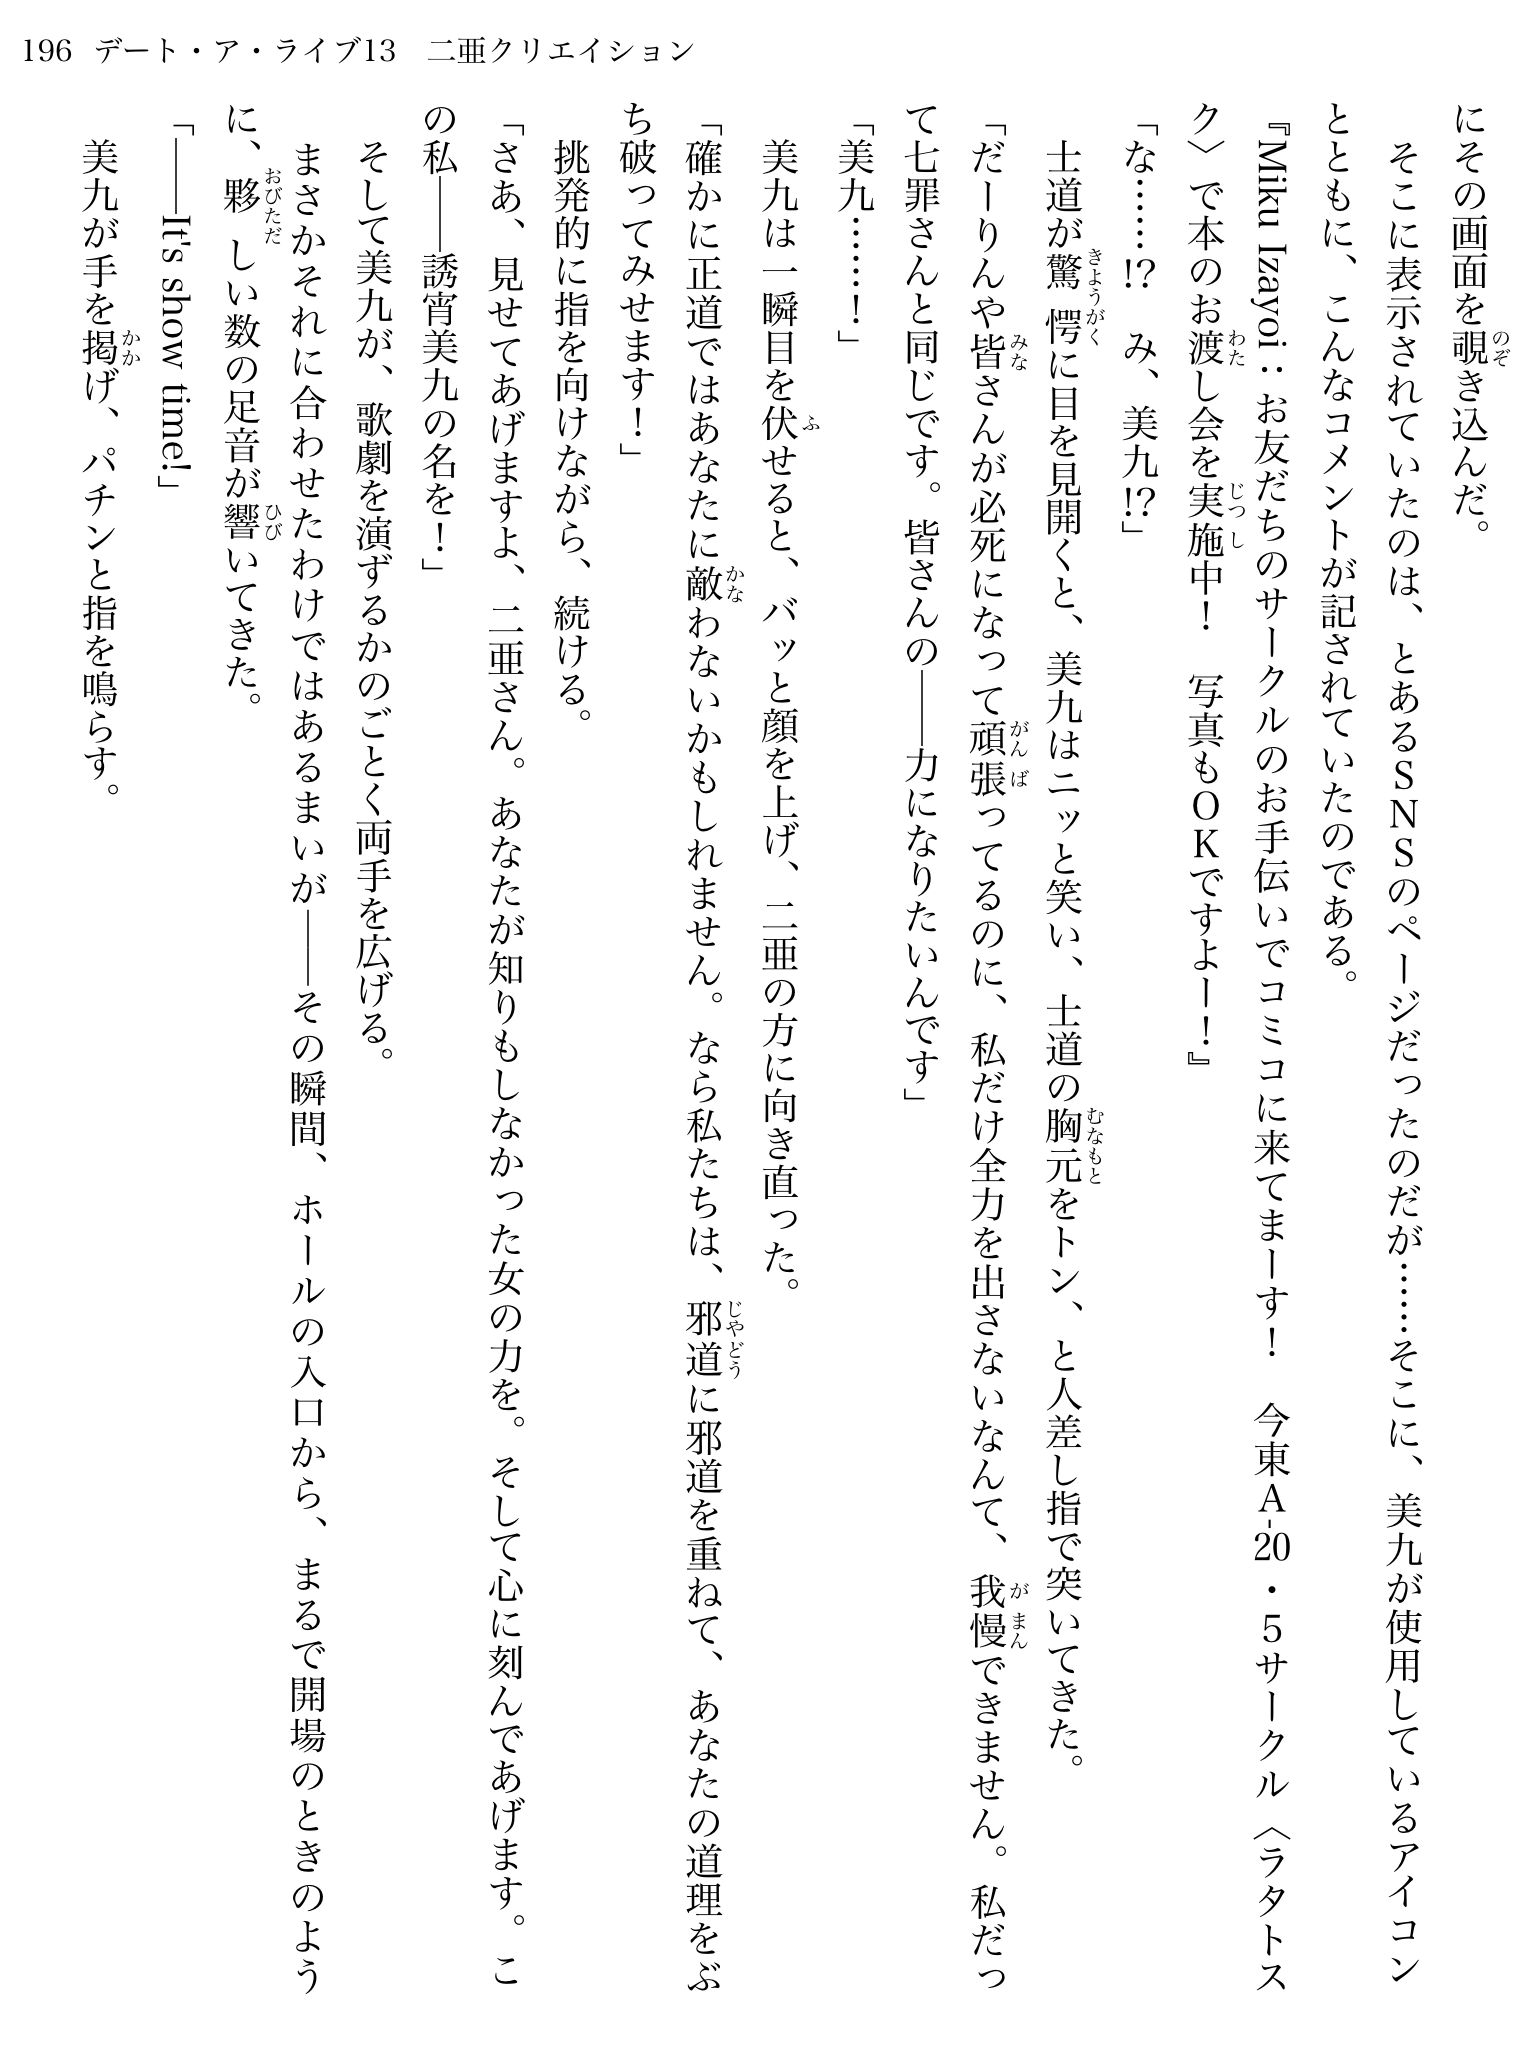 196 デート・ア・ライブ13　二亜クリエイション
にその画面を覗き込んだ。
　そこに表示されていたのは、とあるＳＮＳのページだったのだが……そこに、美九が使用しているアイコン
とともに、こんなコメントが記されていたのである。
『Miku Izayoi：お友だちのサークルのお手伝いでコミコに来てまーす！　今東Ａ-20・５サークル〈ラタトス
ク〉で本のお渡し会を実施中！　写真もＯＫですよー！』
「な……!?　み、美九!?」
　士道が驚愕に目を見開くと、美九はニッと笑い、士道の胸元をトン、と人差し指で突いてきた。
「だーりんや皆さんが必死になって頑張ってるのに、私だけ全力を出さないなんて、我慢できません。私だっ
て七罪さんと同じです。皆さんの――力になりたいんです」
「美九……！」
　美九は一瞬目を伏せると、バッと顔を上げ、二亜の方に向き直った。
「確かに正道ではあなたに敵わないかもしれません。なら私たちは、邪道に邪道を重ねて、あなたの道理をぶ
ち破ってみせます！」
　挑発的に指を向けながら、続ける。
「さあ、見せてあげますよ、二亜さん。あなたが知りもしなかった女の力を。そして心に刻んであげます。こ
の私――誘宵美九の名を！」
　そして美九が、歌劇を演ずるかのごとく両手を広げる。
　まさかそれに合わせたわけではあるまいが――その瞬間、ホールの入口から、まるで開場のときのよう
に、夥しい数の足音が響いてきた。
「――It's show time!」
　美九が手を掲げ、パチンと指を鳴らす。